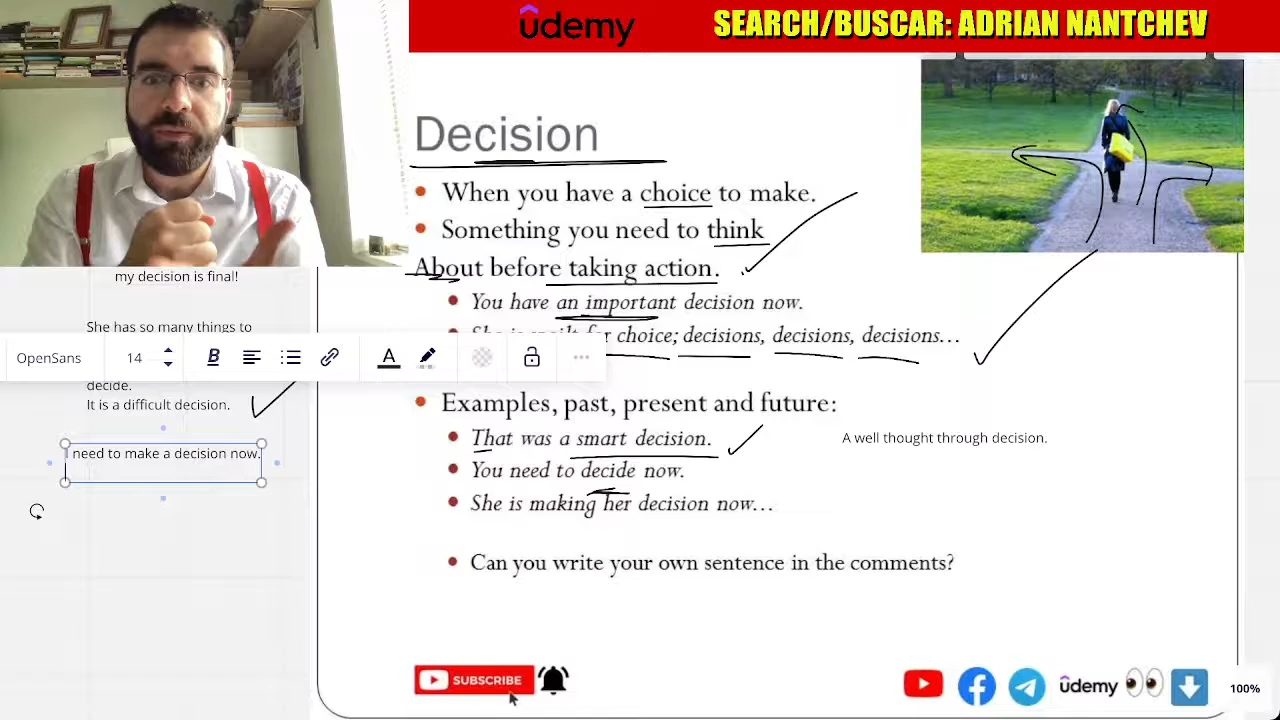 udemy
SEARCH/BUSCAR: ADRIAN NANTCHEV
Decision
When you have a choice to make.
Something you need to think
About before taking action.
You have an important decision now.
choice; decisions, decisions, decisions…
Examples, past, present and future:
That was a smart decision.
You need to decide now.
She is making her decision now…
Can you write your own sentence in the comments?
A well thought through decision.
my decision is final!
She has so many things to
OpenSans
14
B
A
decide.
It is a difficult decision.
I need to make a decision now.
SUBSCRIBE
udemy
100%